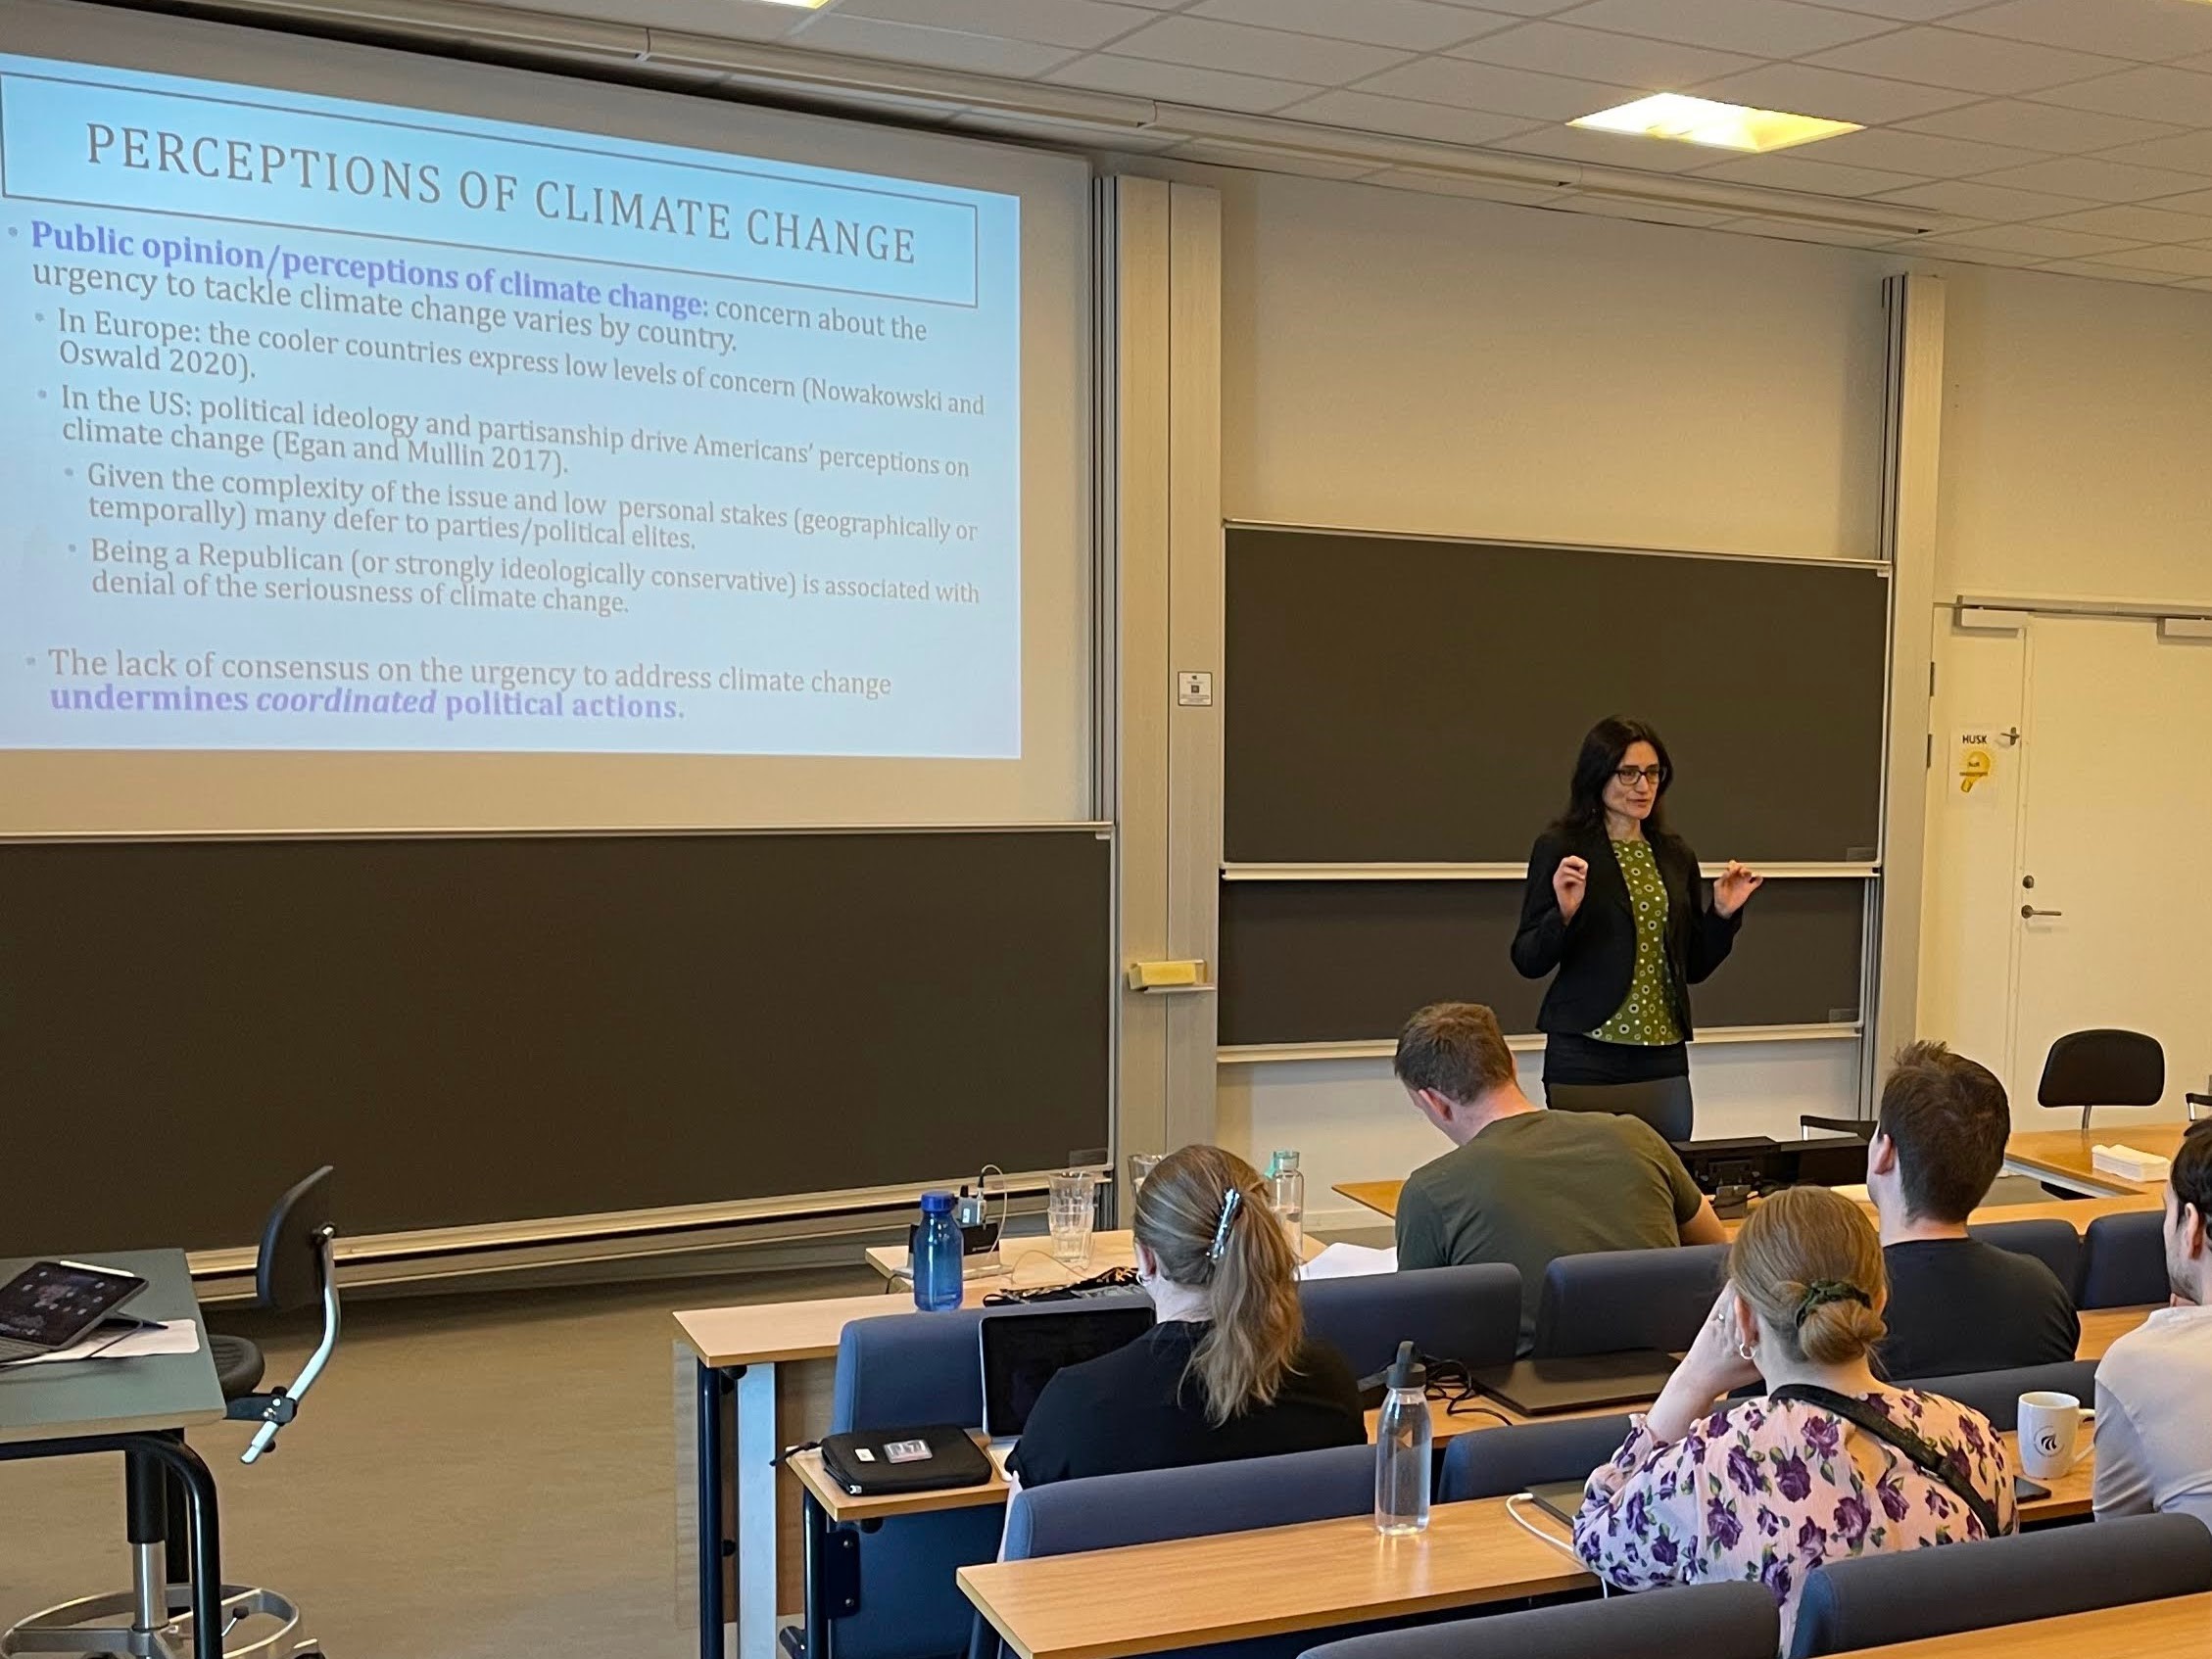 PERCEPTIONS OF CLIMATE CHANGE
• Public opinion/perceptions of climate change: concern about the
urgency to tackle climate change varies by country.
• In Europe: the cooler countries express low levels of concern (Nowakowski and
Oswald 2020).
• In the US: political ideology and partisanship drive Americans' perceptions on
climate change (Egan and Mullin 2017).
• Given the complexity of the issue and low personal stakes (geographically or
temporally) many defer to parties/political elites.
• Being a Republican (or strongly ideologically conservative) is associated with
denial of the seriousness of climate change.
• The lack of consensus on the urgency to address climate change
undermines coordinated political actions.
HUSK